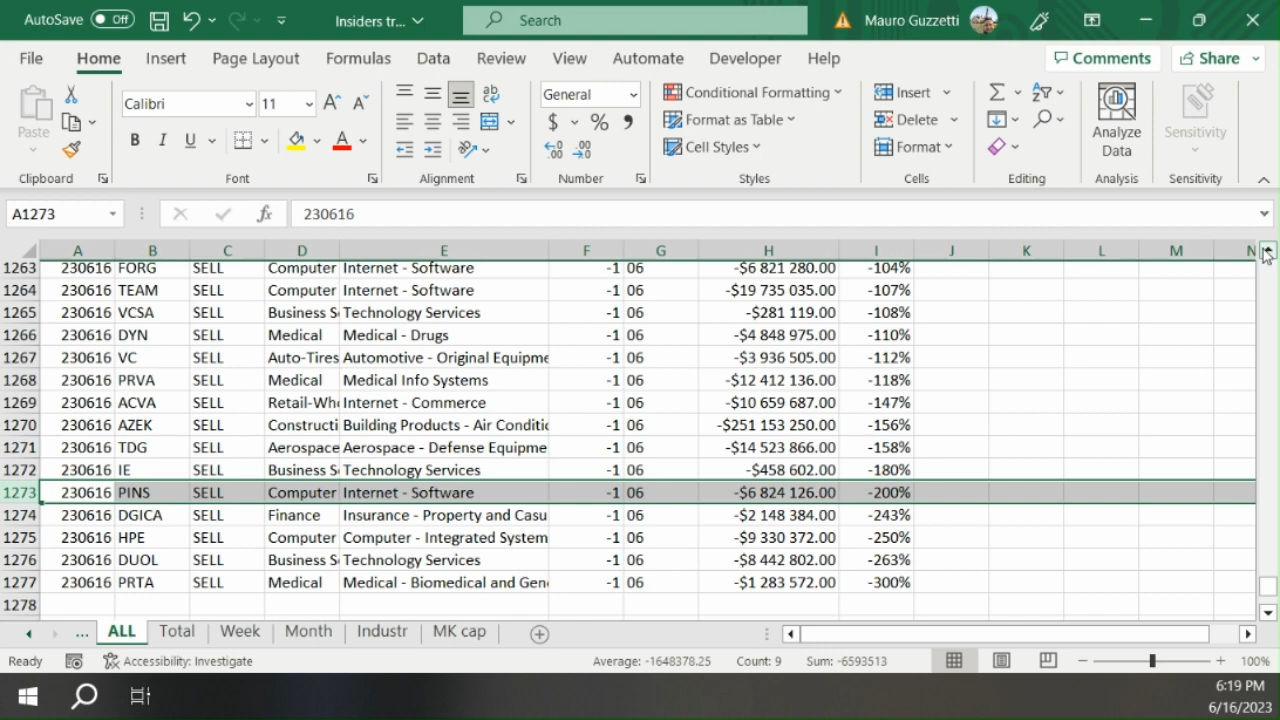 AutoSave Off Insiders tr... Search Mauro Guzzetti
File Home Insert Page Layout Formulas Data Review View Automate Developer Help Comments Share
Paste Calibri 11 General Conditional Formatting Insert Analyze Data Sensitivity
Format as Table Delete
Cell Styles Format
Clipboard Font Alignment Number Styles Cells Editing Analysis Sensitivity
A1273 fx 230616
A B C D E F G H I J K L M N
1263 230616 FORG SELL Computer Internet - Software -1 06 -$6 821 280.00 -104%
1264 230616 TEAM SELL Computer Internet - Software -1 06 -$19 735 035.00 -107%
1265 230616 VCSA SELL Business S Technology Services -1 06 -$281 119.00 -108%
1266 230616 DYN SELL Medical Medical - Drugs -1 06 -$4 848 975.00 -110%
1267 230616 VC SELL Auto-Tires Automotive - Original Equipme -1 06 -$3 936 505.00 -112%
1268 230616 PRVA SELL Medical Medical Info Systems -1 06 -$12 412 136.00 -118%
1269 230616 ACVA SELL Retail-Who Internet - Commerce -1 06 -$10 659 687.00 -147%
1270 230616 AZEK SELL Constructi Building Products - Air Conditio -1 06 -$251 153 250.00 -156%
1271 230616 TDG SELL Aerospace Aerospace - Defense Equipme -1 06 -$14 523 866.00 -158%
1272 230616 IE SELL Business S Technology Services -1 06 -$458 602.00 -180%
1273 230616 PINS SELL Computer Internet - Software -1 06 -$6 824 126.00 -200%
1274 230616 DGICA SELL Finance Insurance - Property and Casu -1 06 -$2 148 384.00 -243%
1275 230616 HPE SELL Computer Computer - Integrated System -1 06 -$9 330 372.00 -250%
1276 230616 DUOL SELL Business S Technology Services -1 06 -$8 442 802.00 -263%
1277 230616 PRTA SELL Medical Medical - Biomedical and Gen -1 06 -$1 283 572.00 -300%
1278
... ALL Total Week Month Industr MK cap
Ready Accessibility: Investigate Average: -1648378.25 Count: 9 Sum: -6593513 100%
6:19 PM
6/16/2023